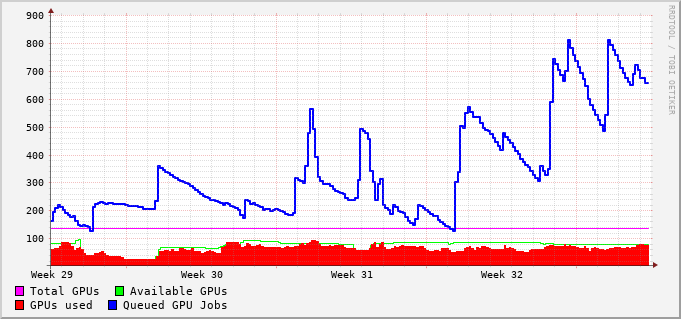 900
800
700
600
500
400
300
200
100
Week 29 Week 30 Week 31 Week 32
Total GPUs Available GPUs
GPUs used Queued GPU Jobs
RRDTOOL / TOBI OETIKER